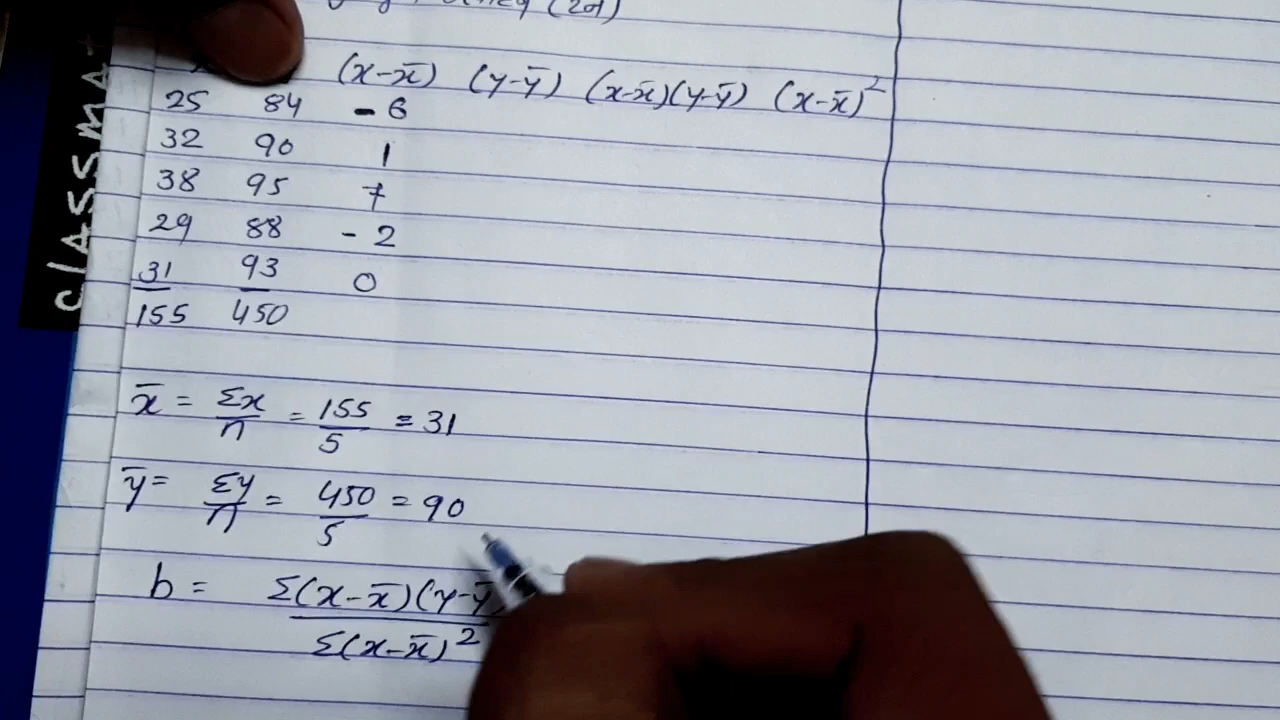 (x-x̄) (y-ȳ) (x-x̄)(y-ȳ) (x-x̄)²
25 84 -6
32 90 1
38 95 7
29 88 -2
31 93 0
155 450
x̄ = Σx/n = 155/5 = 31
ȳ = Σy/n = 450/5 = 90
b = Σ(x-x̄)(y-ȳ) / Σ(x-x̄)²
CLASSMA